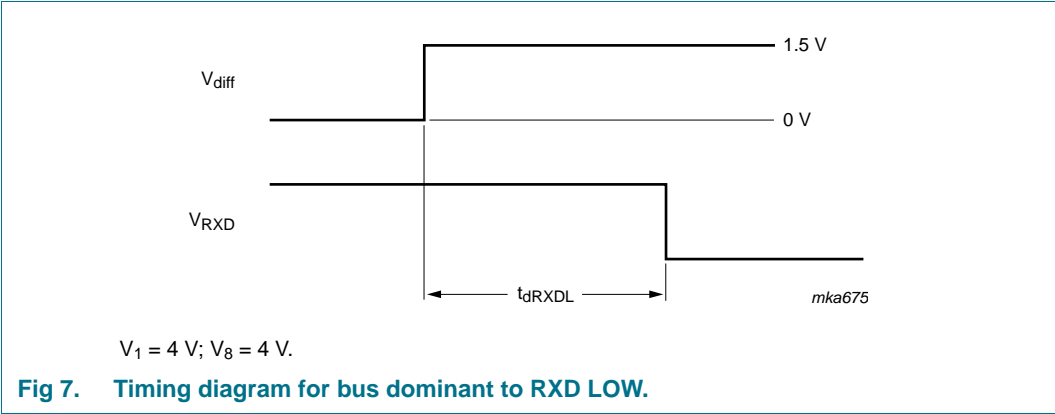 1.5 V
Vdiff
0 V
VRXD
tdRXDL
mka675
V1 = 4 V; V8 = 4 V.
Fig 7. Timing diagram for bus dominant to RXD LOW.